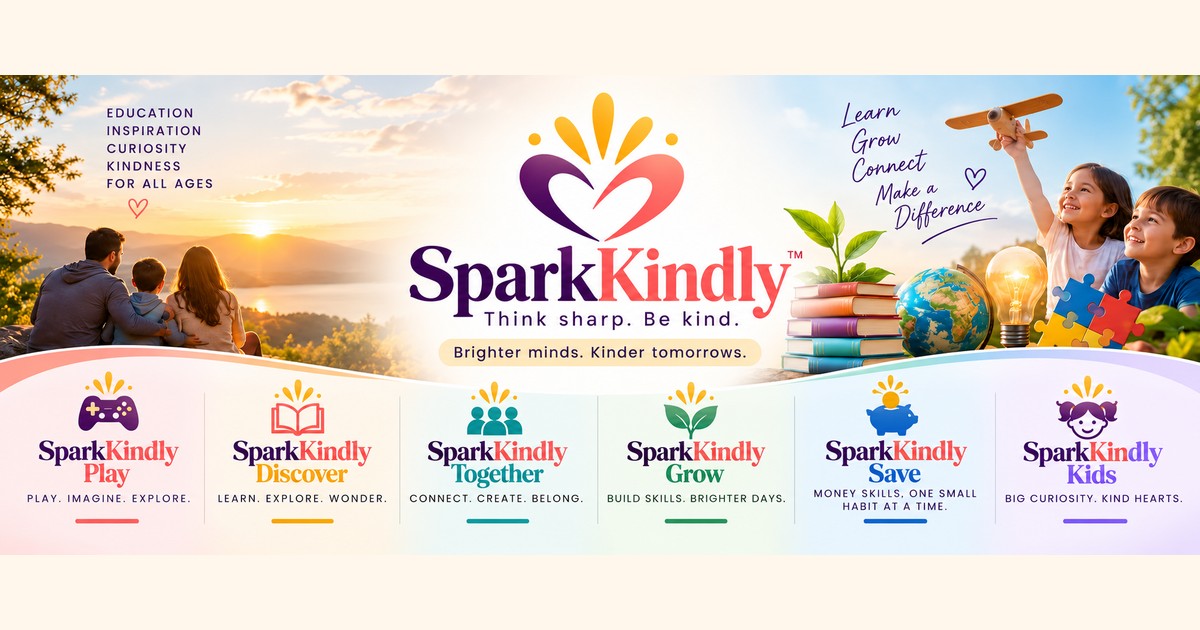 EDUCATION
INSPIRATION
CURIOSITY
KINDNESS
FOR ALL AGES
Learn
Grow
Connect
Make a
Difference
SparkKindly™
Think sharp. Be kind.
Brighter minds. Kinder tomorrows.
SparkKindly
Play
PLAY. IMAGINE. EXPLORE.
SparkKindly
Discover
LEARN. EXPLORE. WONDER.
SparkKindly
Together
CONNECT. CREATE. BELONG.
SparkKindly
Grow
BUILD SKILLS. BRIGHTER DAYS.
SparkKindly
Save
MONEY SKILLS, ONE SMALL
HABIT AT A TIME.
SparkKindly
Kids
BIG CURIOSITY. KIND HEARTS.